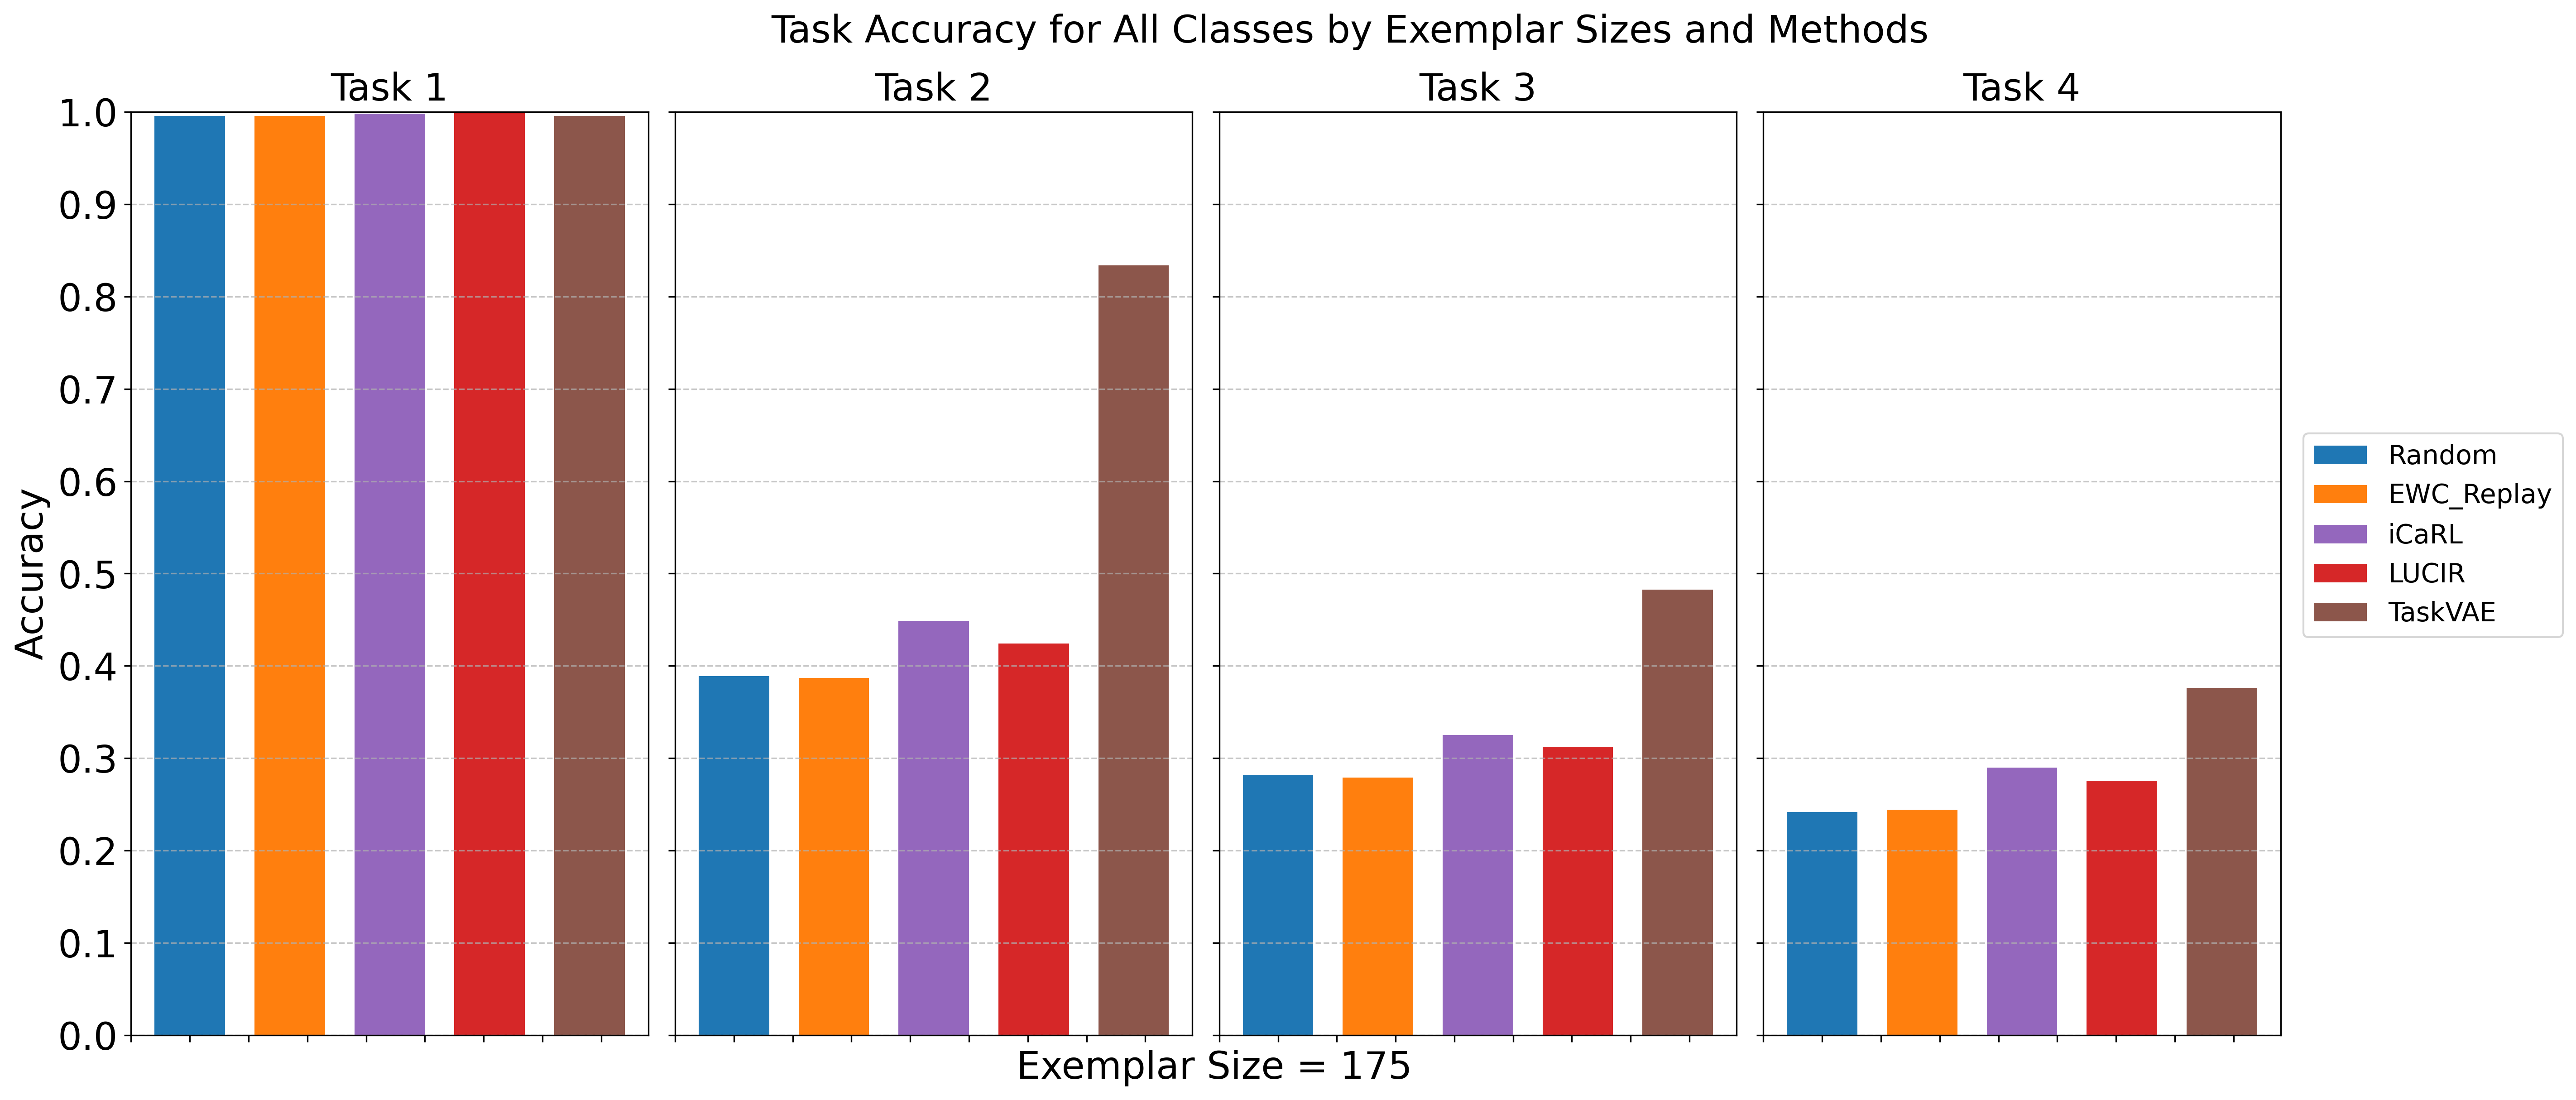 Task Accuracy for All Classes by Exemplar Sizes and Methods
Task 1
Task 2
Task 3
Task 4
1.0
0.9
0.8
0.7
0.6
0.5
0.4
0.3
0.2
0.1
0.0
Accuracy
Exemplar Size = 175
Random
EWC_Replay
iCaRL
LUCIR
TaskVAE